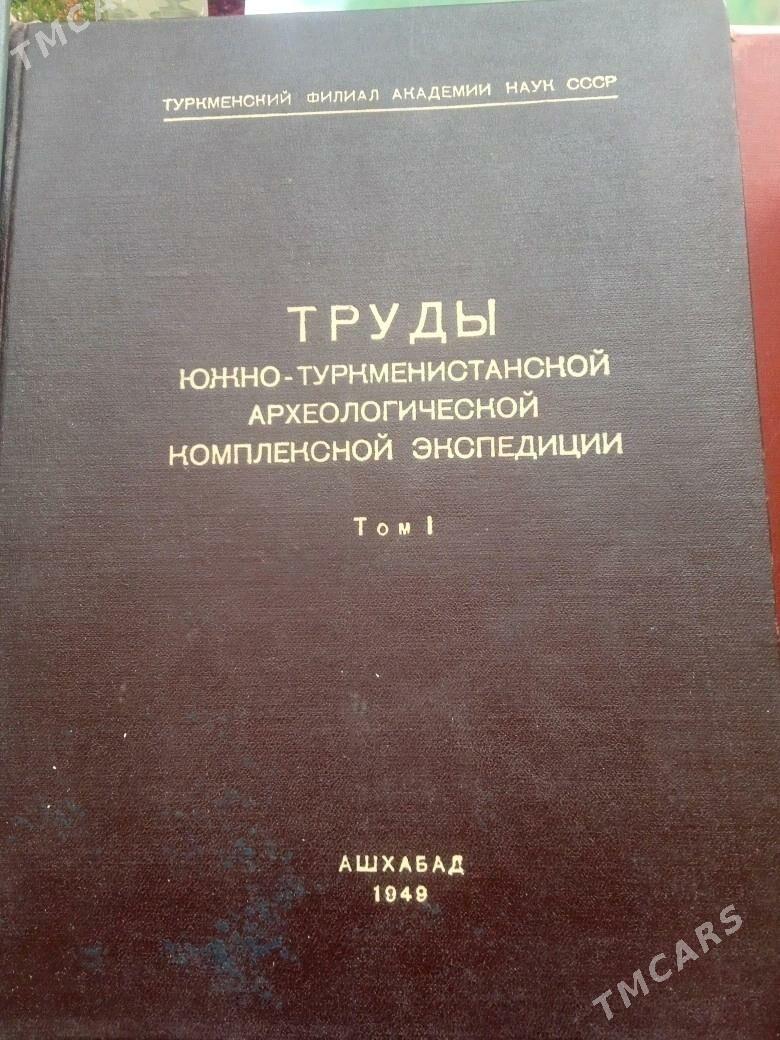 TMCARS
ТУРКМЕНСКИЙ ФИЛИАЛ АКАДЕМИИ НАУК СССР
ТРУДЫ
ЮЖНО-ТУРКМЕНИСТАНСКОЙ
АРХЕОЛОГИЧЕСКОЙ
КОМПЛЕКСНОЙ ЭКСПЕДИЦИИ
Том I
АШХАБАД
1949
TMCARS